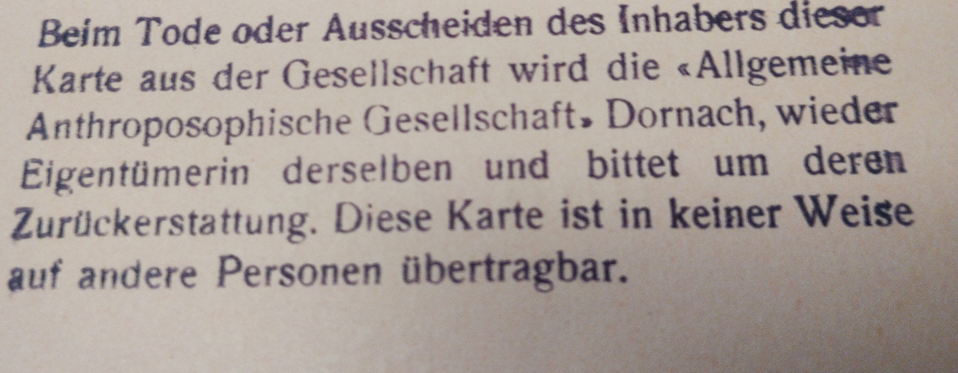 Beim Tode oder Ausscheiden des Inhabers dieser
Karte aus der Gesellschaft wird die «Allgemeine
Anthroposophische Gesellschaft» Dornach, wieder
Eigentümerin derselben und bittet um deren
Zurückerstattung. Diese Karte ist in keiner Weise
auf andere Personen übertragbar.